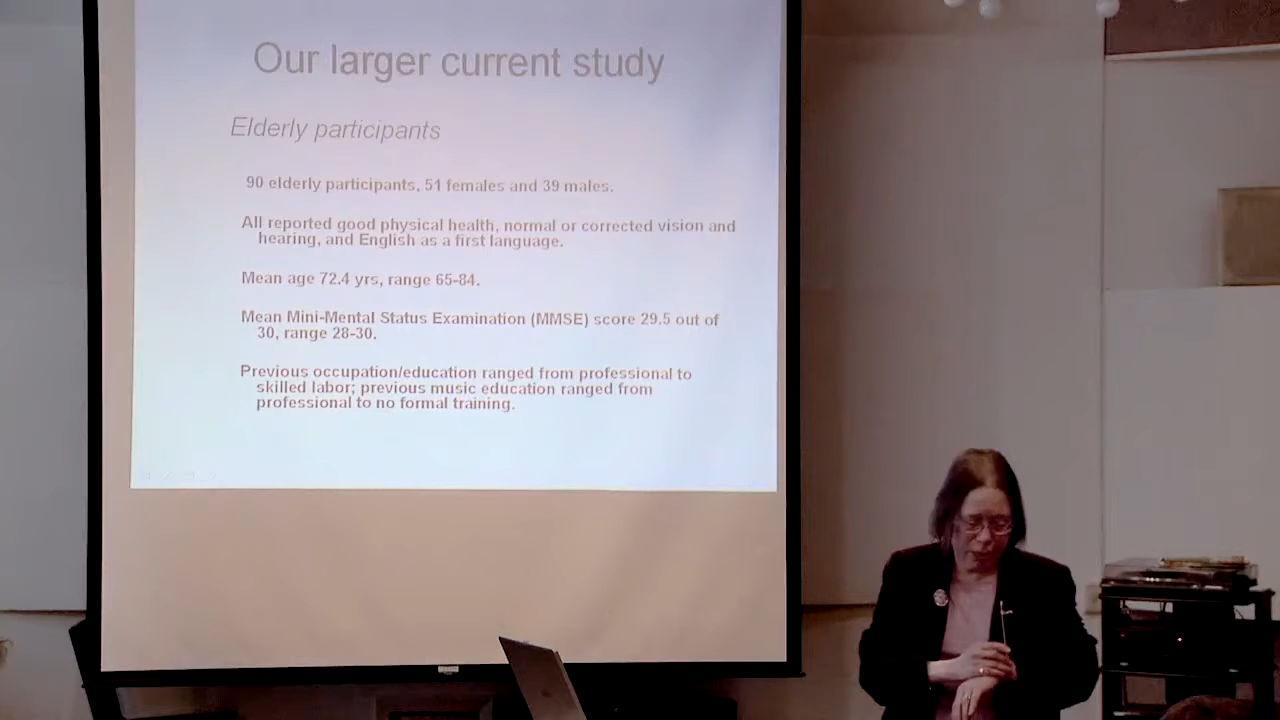 Our larger current study
Elderly participants
90 elderly participants, 51 females and 39 males.
All reported good physical health, normal or corrected vision and
hearing, and English as a first language.
Mean age 72.4 yrs, range 65-84.
Mean Mini-Mental Status Examination (MMSE) score 29.5 out of
30, range 28-30.
Previous occupation/education ranged from professional to
skilled labor; previous music education ranged from
professional to no formal training.